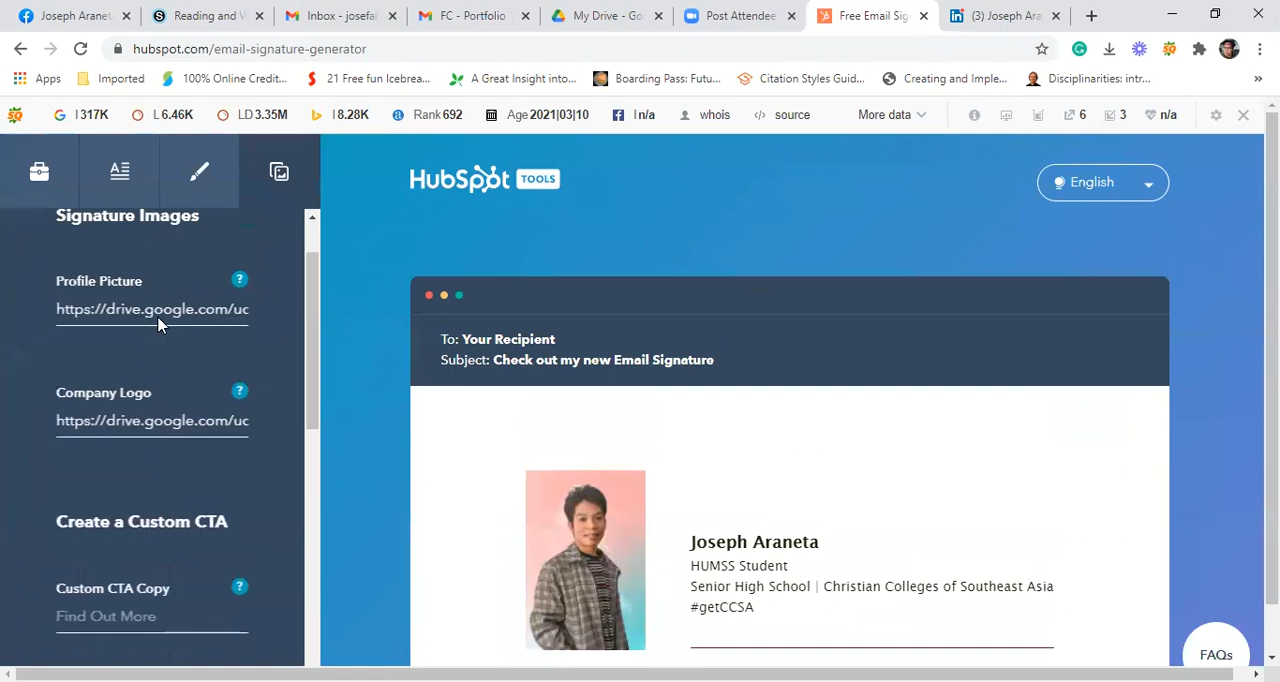 Joseph Araneta:
Reading and W
Inbox - josefar
FC - Portfolio
My Drive - Goo
Post Attendee
Free Email Sig
(3) Joseph Ara
hubspot.com/email-signature-generator
Apps
Imported
100% Online Credit...
21 Free fun Icebrea...
A Great Insight into...
Boarding Pass: Futu...
Citation Styles Guid...
Creating and Imple...
Disciplinarities: intr...
I 317K
L 6.46K
LD 3.35M
I 8.28K
Rank 692
Age 2021|03|10
I n/a
whois
source
More data
6
3
n/a
HubSpot TOOLS
English
Signature Images
Profile Picture
?
https://drive.google.com/uc
Company Logo
?
https://drive.google.com/uc
Create a Custom CTA
Custom CTA Copy
?
Find Out More
To: Your Recipient
Subject: Check out my new Email Signature
Joseph Araneta
HUMSS Student
Senior High School | Christian Colleges of Southeast Asia
#getCCSA
FAQs